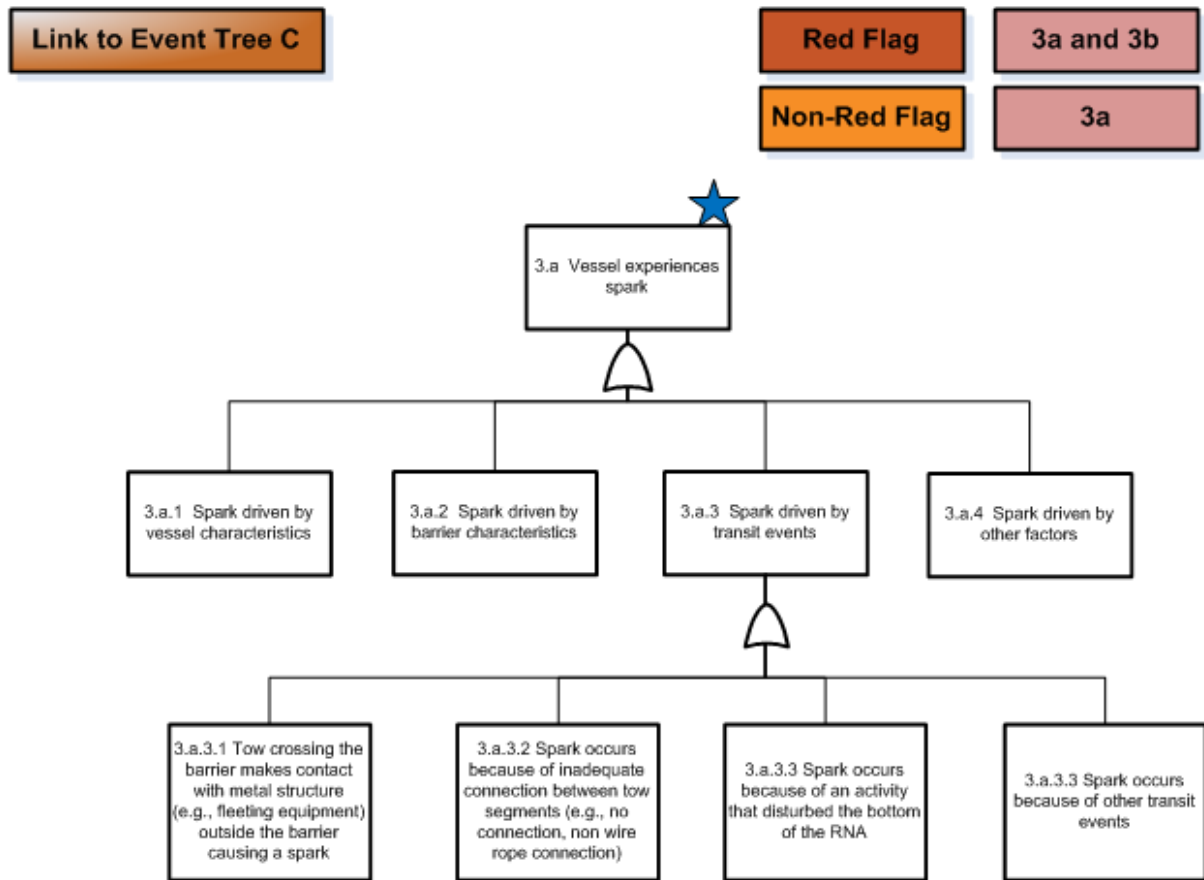 Link to Event Tree C
Red Flag
3a and 3b
Non-Red Flag
3a
3.a Vessel experiences
spark
3.a.1 Spark driven by
vessel characteristics
3.a.2 Spark driven by
barrier characteristics
3.a.3 Spark driven by
transit events
3.a.4 Spark driven by
other factors
3.a.3.1 Tow crossing the
barrier makes contact
with metal structure
(e.g., fleeting equipment)
outside the barrier
causing a spark
3.a.3.2 Spark occurs
because of inadequate
connection between tow
segments (e.g., no
connection, non wire
rope connection)
3.a.3.3 Spark occurs
because of an activity
that disturbed the bottom
of the RNA
3.a.3.3 Spark occurs
because of other transit
events